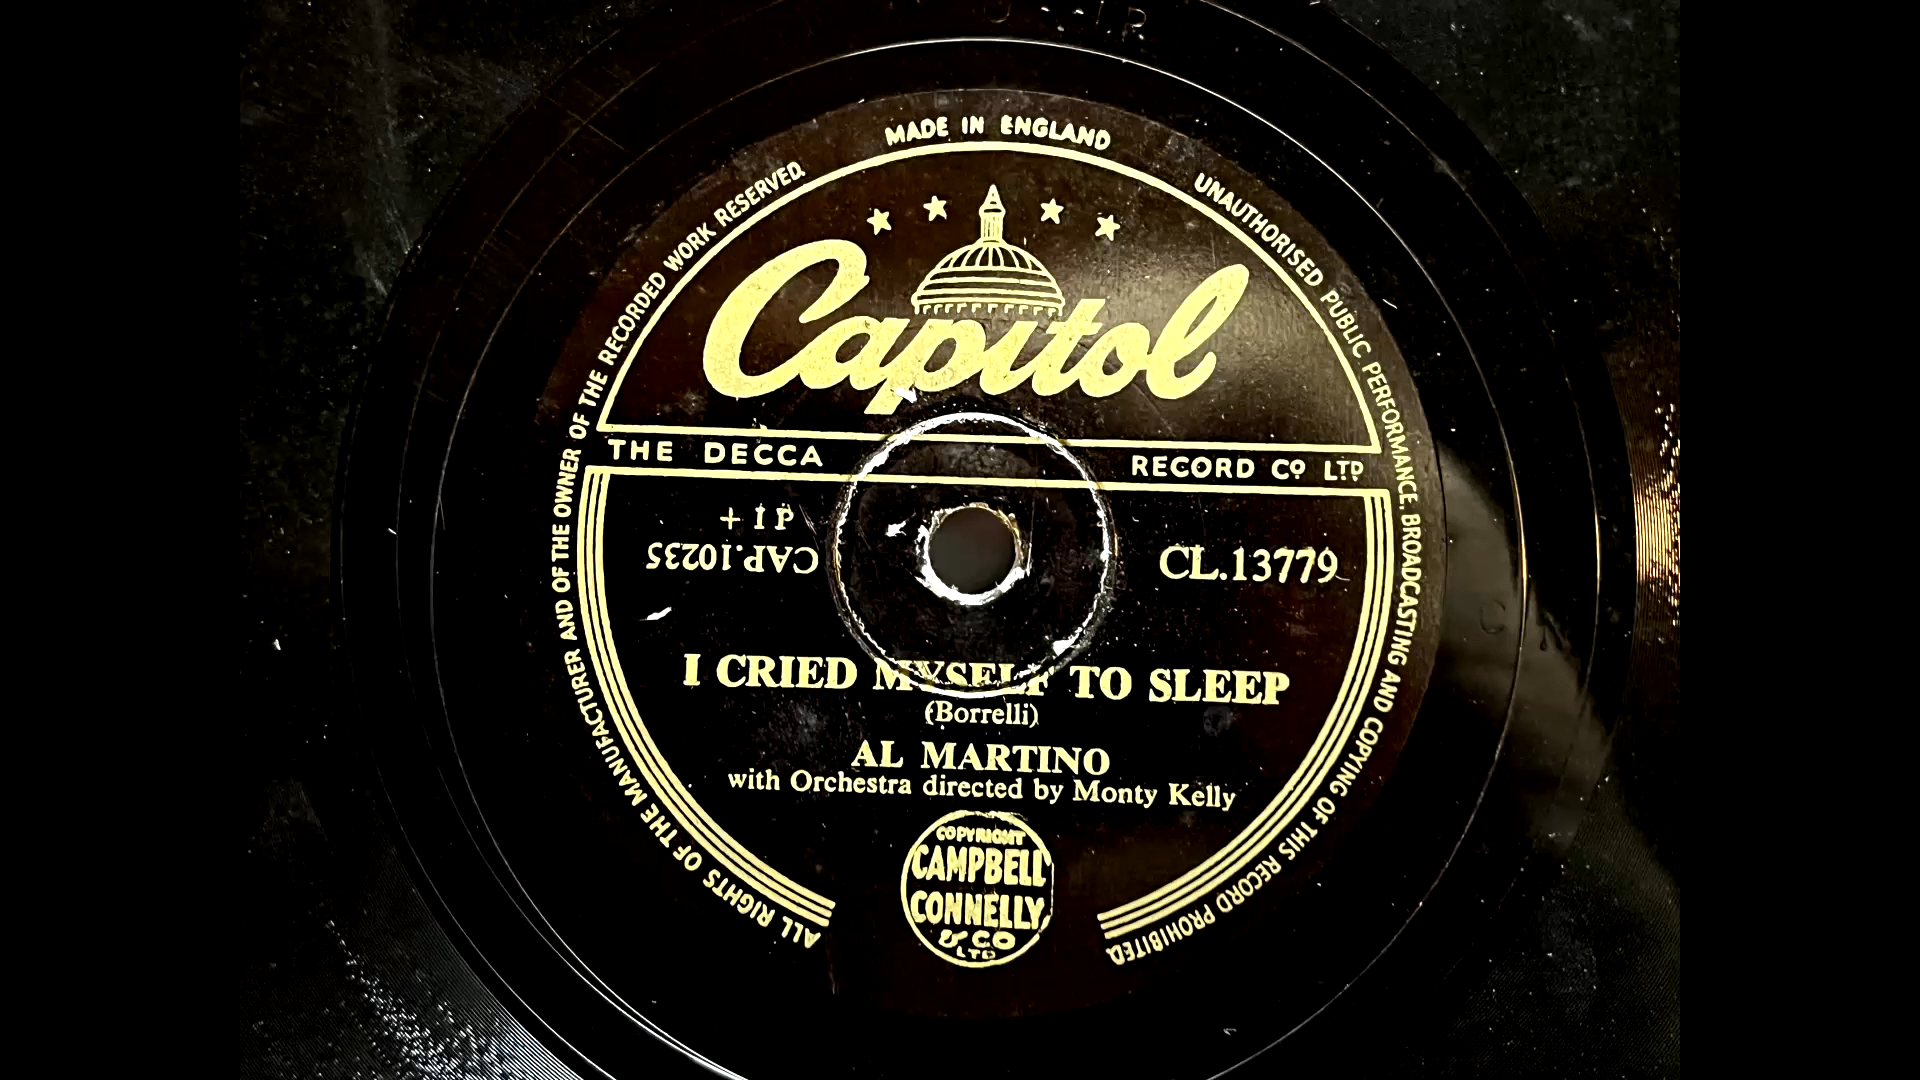 MADE IN ENGLAND
ALL RIGHTS OF THE MANUFACTURER AND OF THE OWNER OF THE RECORDED WORK RESERVED
UNAUTHORISED PUBLIC PERFORMANCE, BROADCASTING AND COPYING OF THIS RECORD PROHIBITED.
Capitol
THE DECCA RECORD Co LTD
+ 1P
CAP.10235
CL.13779
I CRIED MYSELF TO SLEEP
(Borrelli)
AL MARTINO
with Orchestra directed by Monty Kelly
COPYRIGHT
CAMPBELL
CONNELLY
& CO
LTD